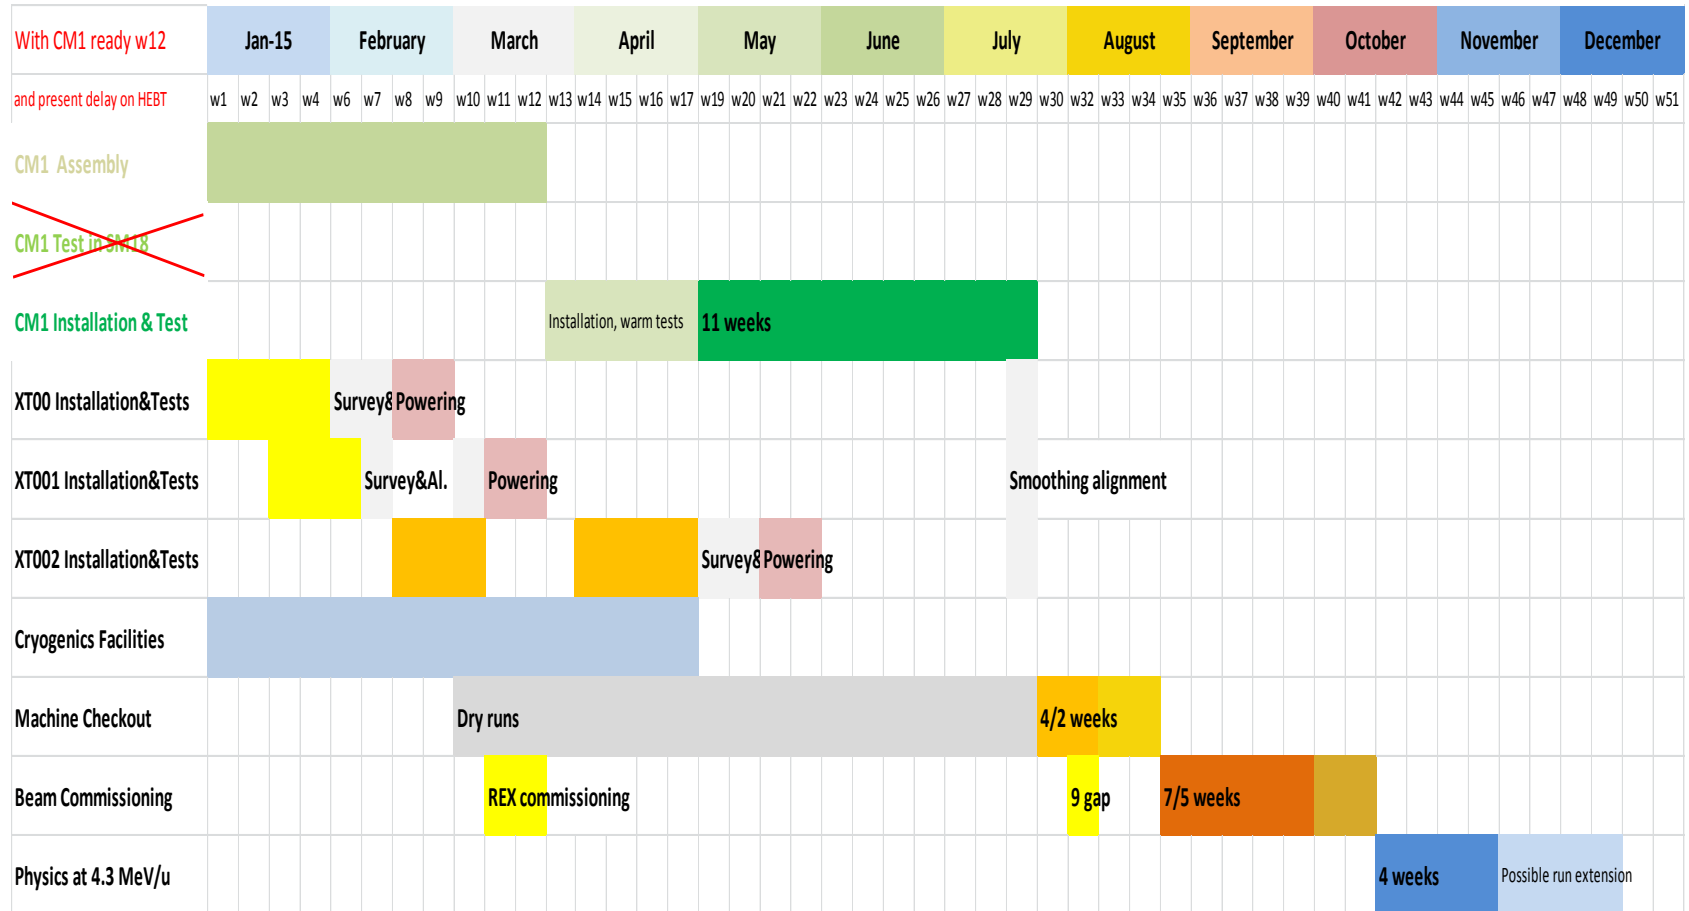 With CM1 ready w12 Jan-15 February March April May June July August September October November December
and present delay on HEBT w1 w2 w3 w4 w6 w7 w8 w9 w10 w11 w12 w13 w14 w15 w16 w17 w19 w20 w21 w22 w23 w24 w25 w26 w27 w28 w29 w30 w32 w33 w34 w35 w36 w37 w38 w39 w40 w41 w42 w43 w44 w45 w46 w47 w48 w49 w50 w51
CM1 Assembly
CM1 Test in SM18
CM1 Installation & Test Installation, warm tests 11 weeks
XT00 Installation&Tests Survey& Powering
XT001 Installation&Tests Survey&Al. Powering Smoothing alignment
XT002 Installation&Tests Survey& Powering
Cryogenics Facilities
Machine Checkout Dry runs 4/2 weeks
Beam Commissioning REX commissioning 9 gap 7/5 weeks
Physics at 4.3 MeV/u 4 weeks Possible run extension